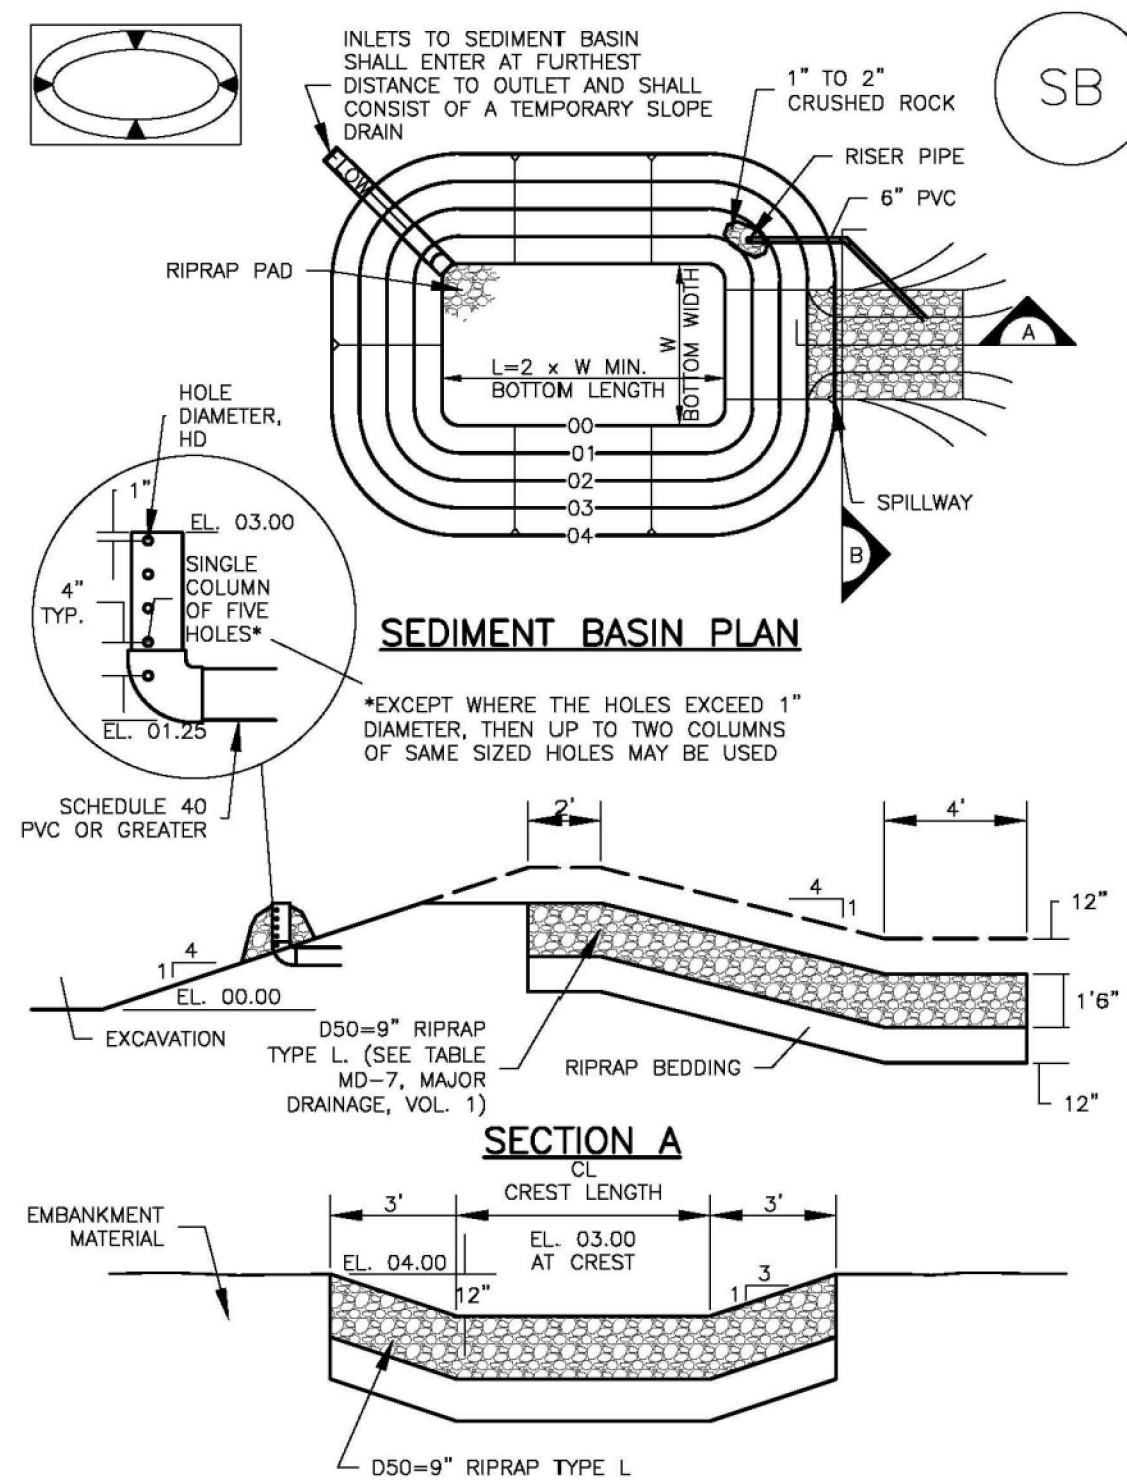 INLETS TO SEDIMENT BASIN
SHALL ENTER AT FURTHEST
DISTANCE TO OUTLET AND SHALL
CONSIST OF A TEMPORARY SLOPE
DRAIN
1" TO 2"
CRUSHED ROCK
SB
RISER PIPE
6" PVC
FLOW
RIPRAP PAD
W
BOTTOM WIDTH
L=2 x W MIN.
BOTTOM LENGTH
A
00
01
02
03
04
SPILLWAY
B
HOLE
DIAMETER,
HD
1"
EL. 03.00
SINGLE
COLUMN
OF FIVE
HOLES*
4"
TYP.
EL. 01.25
SEDIMENT BASIN PLAN
*EXCEPT WHERE THE HOLES EXCEED 1"
DIAMETER, THEN UP TO TWO COLUMNS
OF SAME SIZED HOLES MAY BE USED
SCHEDULE 40
PVC OR GREATER
2'
4'
4
1
12"
4
1
EL. 00.00
EXCAVATION
1'6"
D50=9" RIPRAP
TYPE L. (SEE TABLE
MD-7, MAJOR
DRAINAGE, VOL. 1)
RIPRAP BEDDING
12"
SECTION A
CL
CREST LENGTH
3'
3'
EMBANKMENT
MATERIAL
EL. 04.00
EL. 03.00
AT CREST
12"
3
1
D50=9" RIPRAP TYPE L